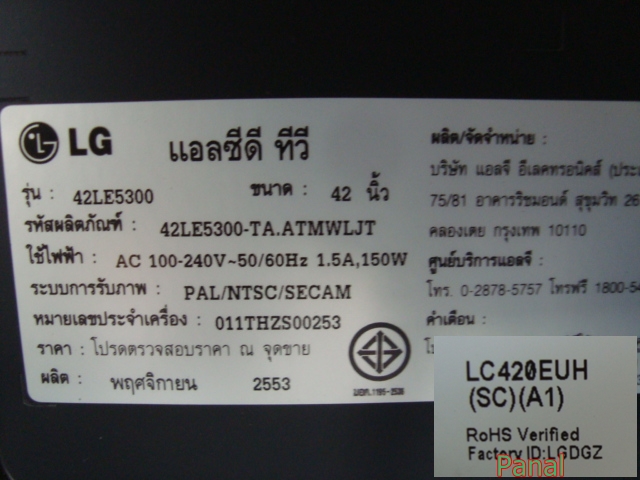 LG แอลซีดี ทีวี
รุ่น : 42LE5300 ขนาด : 42 นิ้ว
รหัสผลิตภัณฑ์ : 42LE5300-TA.ATMWLJT
ใช้ไฟฟ้า : AC 100-240V~50/60Hz 1.5A,150W
ระบบการรับภาพ : PAL/NTSC/SECAM
หมายเลขประจำเครื่อง : 011THZS00253
ราคา : โปรดตรวจสอบราคา ณ จุดขาย
ผลิต : พฤศจิกายน 2553
มอก.1195-2536
ผลิต/จัดจำหน่าย :
บริษัท แอลจี อีเลคทรอนิคส์
75/81 อาคารริชมอนด์ สุขุมวิท 26
คลองเตย กรุงเทพ 10110
ศูนย์บริการแอลจี :
โทร. 0-2878-5757 โทรฟรี 1800-54
คำเตือน :
LC420EUH
(SC)(A1)
RoHS Verified
Factory ID:LGDGZ
Panal